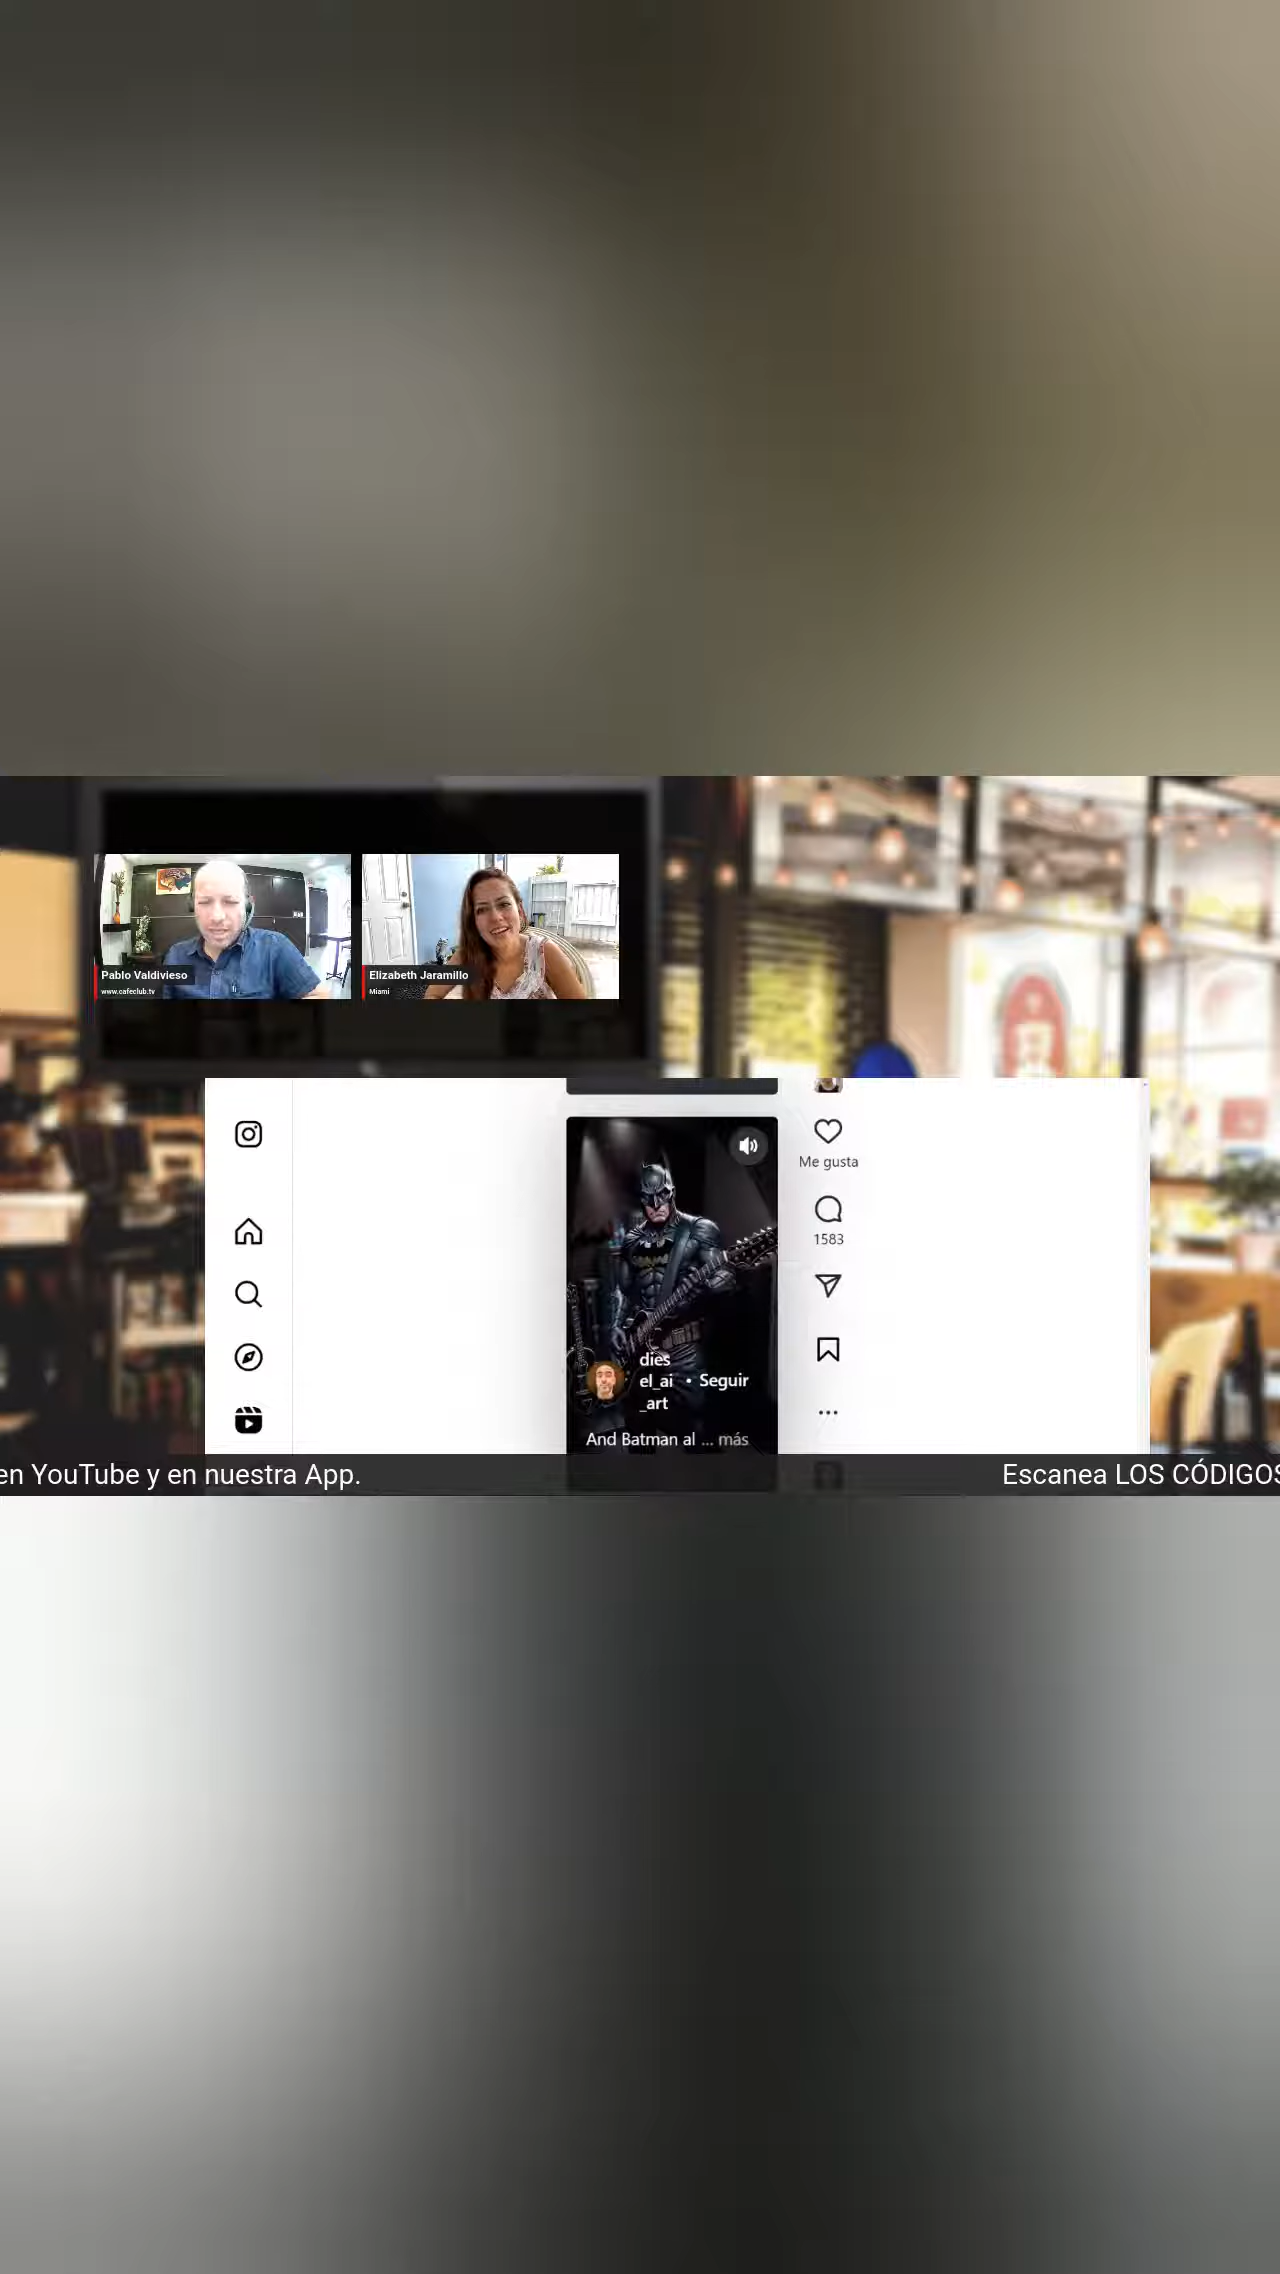 Pablo Valdivieso
www.cafeclub.tv
Elizabeth Jaramillo
Miami
Me gusta
1583
dies
el_ai
_art
• Seguir
And Batman al ... más
en YouTube y en nuestra App.
Escanea LOS CÓDIGOS